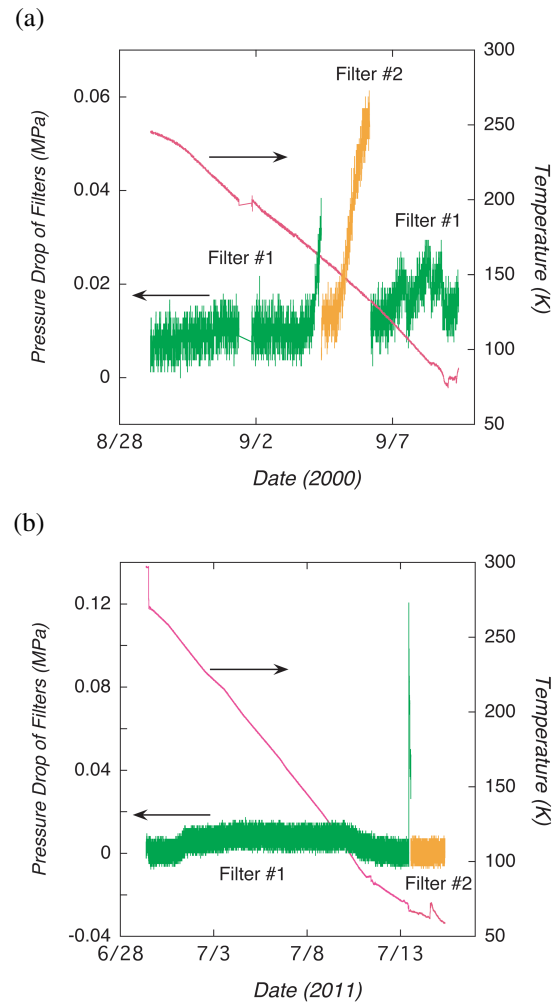 (a)
300
Filter #2
0.06
250
Pressure Drop of Filters (MPa)
Temperature (K)
0.04
200
Filter #1
Filter #1
0.02
150
100
0
50
8/28
9/2
9/7
Date (2000)
(b)
300
0.12
Pressure Drop of Filters (MPa)
Temperature (K)
250
0.08
200
0.04
150
0
100
Filter #1
Filter #2
-0.04
50
6/28
7/3
7/8
7/13
Date (2011)